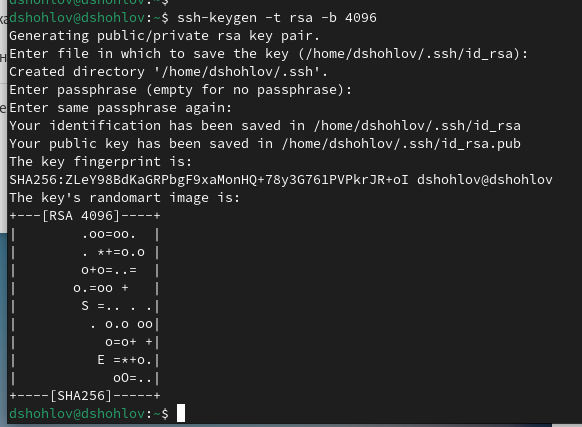 dshohlov@dshohlov:~$
dshohlov@dshohlov:~$ ssh-keygen -t rsa -b 4096
Generating public/private rsa key pair.
Enter file in which to save the key (/home/dshohlov/.ssh/id_rsa):
Created directory '/home/dshohlov/.ssh'.
Enter passphrase (empty for no passphrase):
Enter same passphrase again:
Your identification has been saved in /home/dshohlov/.ssh/id_rsa
Your public key has been saved in /home/dshohlov/.ssh/id_rsa.pub
The key fingerprint is:
SHA256:ZLeY98BdKaGRPbgF9xaMonHQ+78y3G761PVPkrJR+oI dshohlov@dshohlov
The key's randomart image is:
+---[RSA 4096]----+
|        .oo=oo.  |
|        . *+=o.o |
|        o+o=..=  |
|       o.=oo +   |
|        S =.. . .|
|         . o.o oo|
|           o=o+ +|
|          E =*+o.|
|            oO=..|
+----[SHA256]-----+
dshohlov@dshohlov:~$